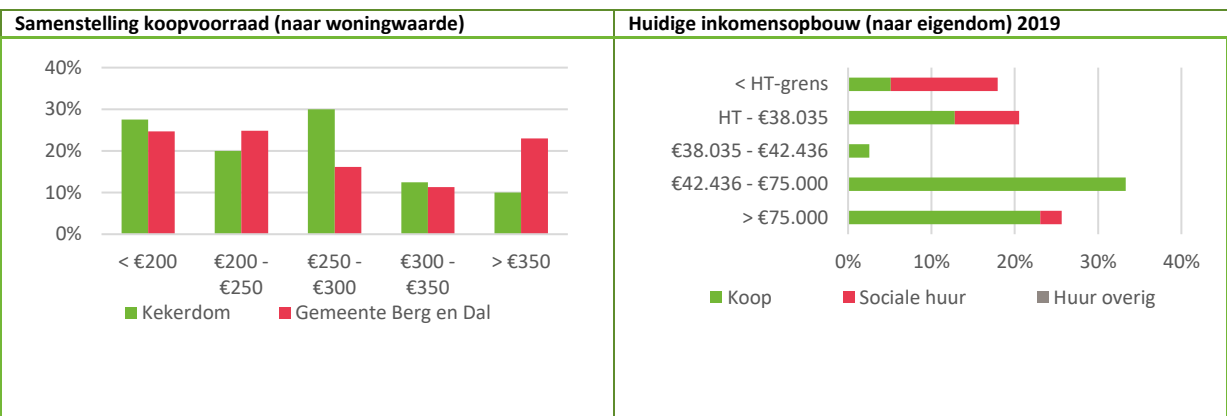 Samenstelling koopvoorraad (naar woningwaarde)
40%
30%
20%
10%
0%
< €200 €200 - €250 - €300 - > €350
€250 €300 €350
Kekerdom Gemeente Berg en Dal
Huidige inkomensopbouw (naar eigendom) 2019
< HT-grens
HT - €38.035
€38.035 - €42.436
€42.436 - €75.000
> €75.000
0% 10% 20% 30% 40%
Koop Sociale huur Huur overig